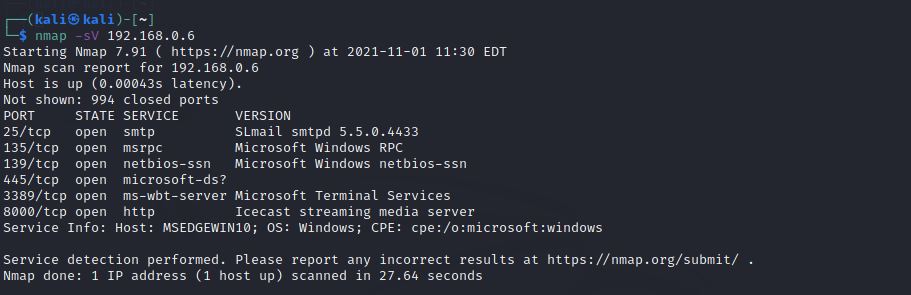 ┌──(kali㉿kali)-[~]
└─$ nmap -sV 192.168.0.6
Starting Nmap 7.91 ( https://nmap.org ) at 2021-11-01 11:30 EDT
Nmap scan report for 192.168.0.6
Host is up (0.00043s latency).
Not shown: 994 closed ports
PORT     STATE SERVICE       VERSION
25/tcp   open  smtp          SLmail smtpd 5.5.0.4433
135/tcp  open  msrpc         Microsoft Windows RPC
139/tcp  open  netbios-ssn   Microsoft Windows netbios-ssn
445/tcp  open  microsoft-ds?
3389/tcp open  ms-wbt-server Microsoft Terminal Services
8000/tcp open  http          Icecast streaming media server
Service Info: Host: MSEDGEWIN10; OS: Windows; CPE: cpe:/o:microsoft:windows

Service detection performed. Please report any incorrect results at https://nmap.org/submit/ .
Nmap done: 1 IP address (1 host up) scanned in 27.64 seconds